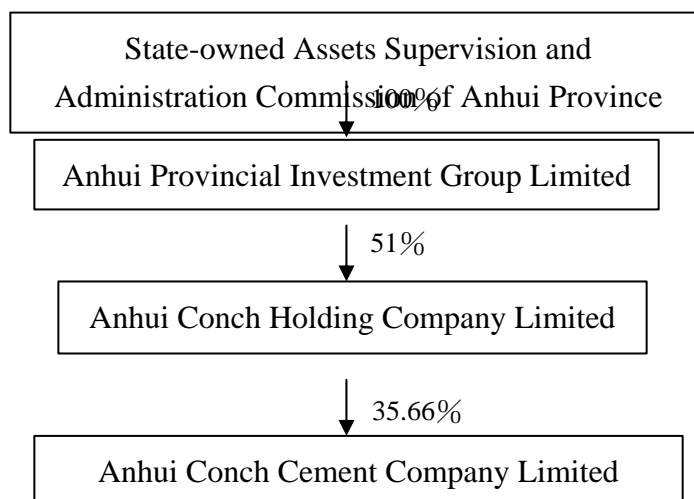 State-owned Assets Supervision and
Administration Commission of Anhui Province
100%
Anhui Provincial Investment Group Limited
51%
Anhui Conch Holding Company Limited
35.66%
Anhui Conch Cement Company Limited